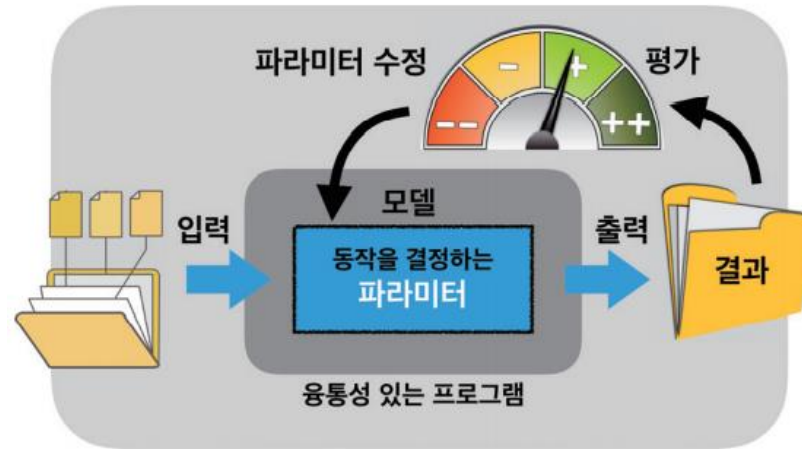 파라미터 수정
--
-
+
++
평가
입력
모델
동작을 결정하는
파라미터
출력
결과
융통성 있는 프로그램